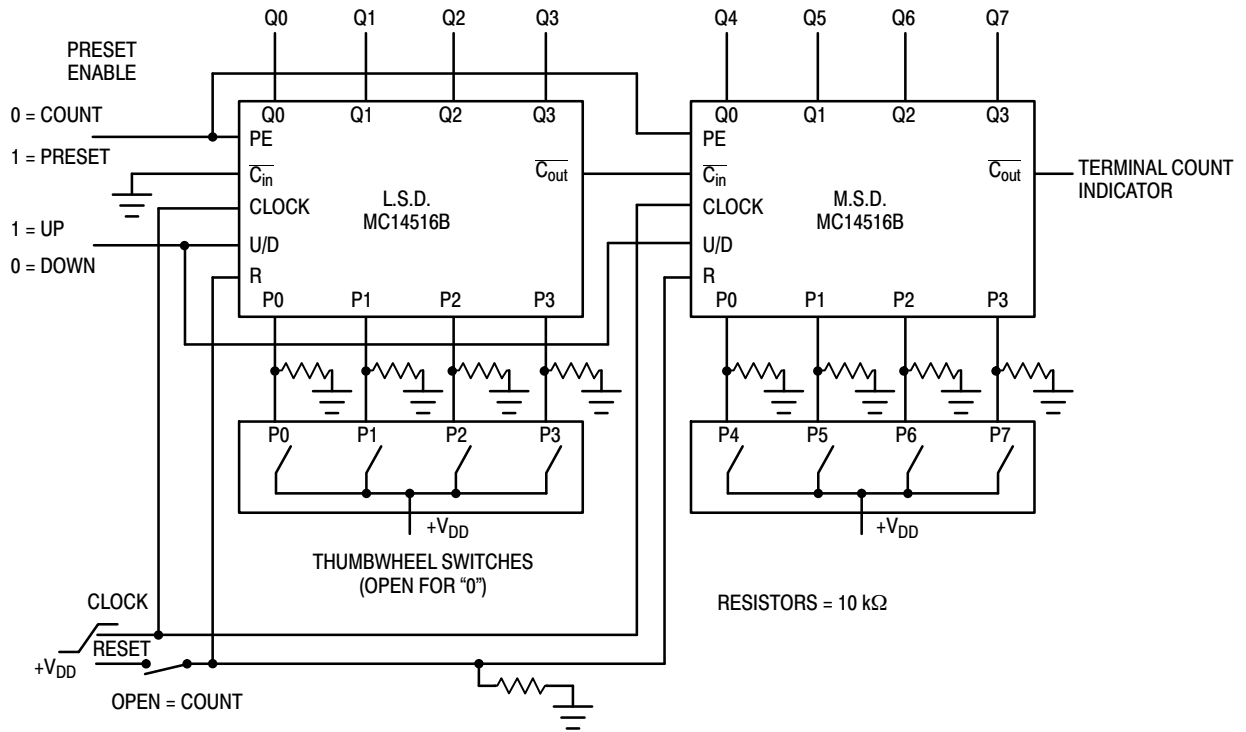 Q0 Q1 Q2 Q3 Q4 Q5 Q6 Q7
PRESET
ENABLE
0 = COUNT
1 = PRESET
1 = UP
0 = DOWN
Q0 Q1 Q2 Q3
PE
C̅i̅n̅
C̅o̅u̅t̅
CLOCK
U/D
R
L.S.D.
MC14516B
P0 P1 P2 P3
Q0 Q1 Q2 Q3
PE
C̅i̅n̅
C̅o̅u̅t̅
CLOCK
U/D
R
M.S.D.
MC14516B
P0 P1 P2 P3
TERMINAL COUNT
INDICATOR
P0 P1 P2 P3
+VDD
P4 P5 P6 P7
+VDD
THUMBWHEEL SWITCHES
(OPEN FOR “0”)
RESISTORS = 10 kΩ
CLOCK
RESET
+VDD
OPEN = COUNT